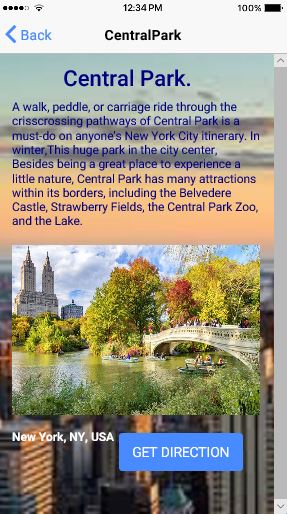 12:34 PM
100%
Back
CentralPark
Central Park.
A walk, peddle, or carriage ride through the
crisscrossing pathways of Central Park is a
must-do on anyone's New York City itinerary. In
winter,This huge park in the city center,
Besides being a great place to experience a
little nature, Central Park has many attractions
within its borders, including the Belvedere
Castle, Strawberry Fields, the Central Park Zoo,
and the Lake.
New York, NY, USA
GET DIRECTION